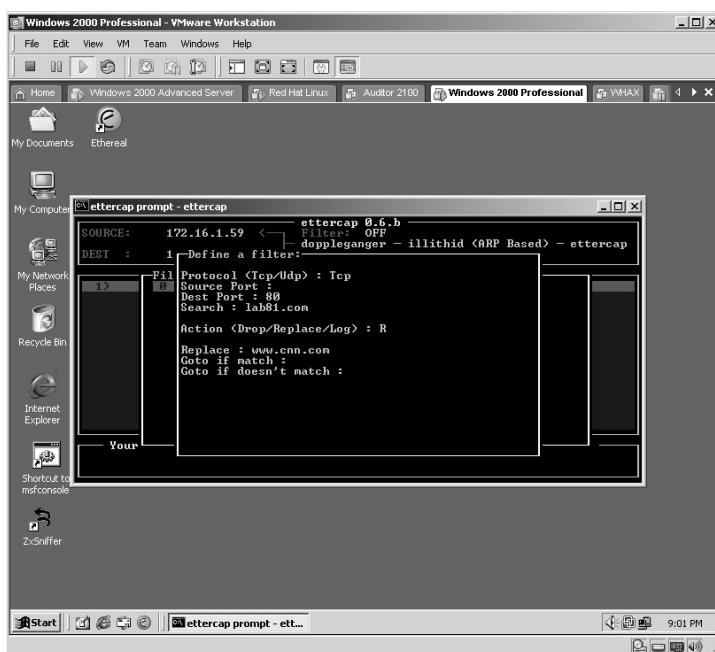 Windows 2000 Professional - VMware Workstation
File Edit View VM Team Windows Help
Home Windows 2000 Advanced Server Red Hat Linux Auditor 2100 Windows 2000 Professional WHAX
My Documents Ethereal
My Computer
My Network Places
Recycle Bin
Internet Explorer
Shortcut to msfconsole
ZxSniffer
ettercap prompt - ettercap
ettercap 0.6.b
SOURCE: 172.16.1.59 Filter: OFF
doppleganger - illithid (ARP Based) - ettercap
DEST : 1
Define a filter:
Fil
1) 0
Protocol (Tcp/Udp) : Tcp
Source Port :
Dest Port : 80
Search : lab81.com
Action (Drop/Replace/Log) : R
Replace : www.cnn.com
Goto if match :
Goto if doesn't match :
Your
Start ettercap prompt - ett... 9:01 PM